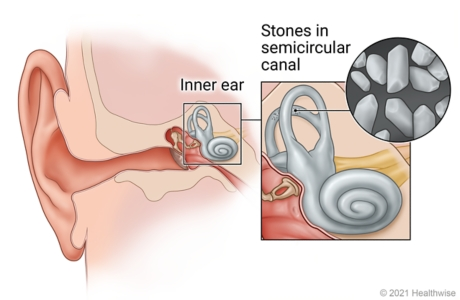 Stones in
semicircular
canal
Inner ear
© 2021 Healthwise